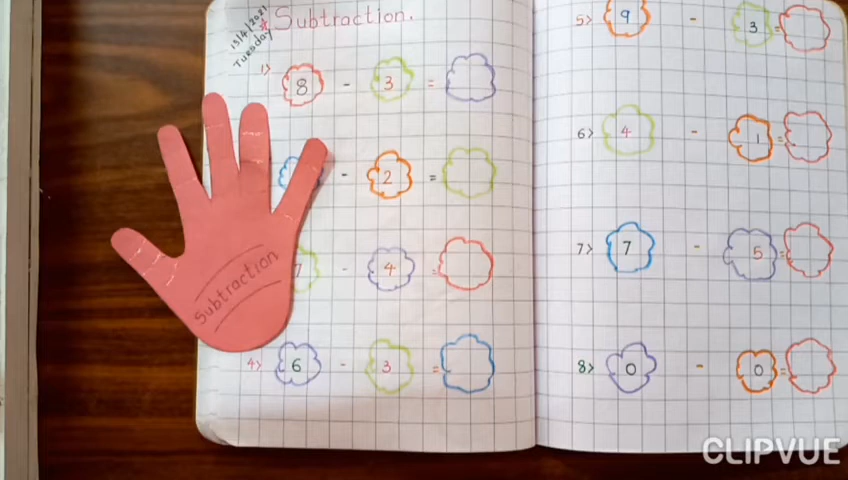 13/4/2021
Tuesday
* Subtraction.
1) 8 - 3 =
- 2 =
7 - 4 =
4) 6 - 3 =
Subtraction
5) 9 - 3 =
6) 4 - 1 =
7) 7 - 5 =
8) 0 - 0 =
CLIPVUE